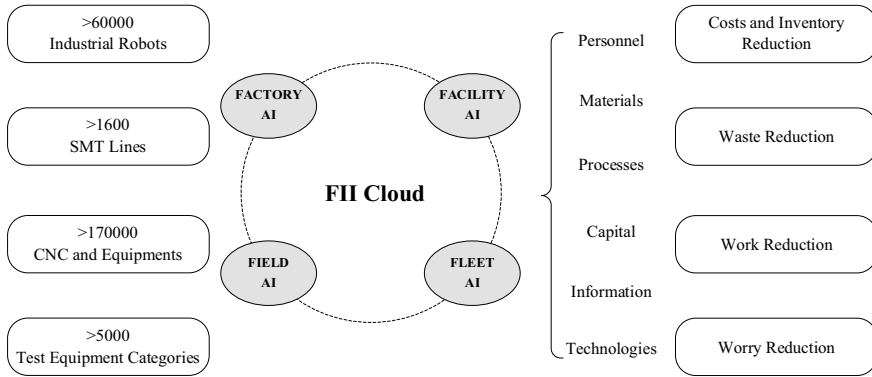 >60000
Industrial Robots
>1600
SMT Lines
>170000
CNC and Equipments
>5000
Test Equipment Categories
FACTORY
AI
FACILITY
AI
FII Cloud
FIELD
AI
FLEET
AI
Personnel
Materials
Processes
Capital
Information
Technologies
Costs and Inventory
Reduction
Waste Reduction
Work Reduction
Worry Reduction